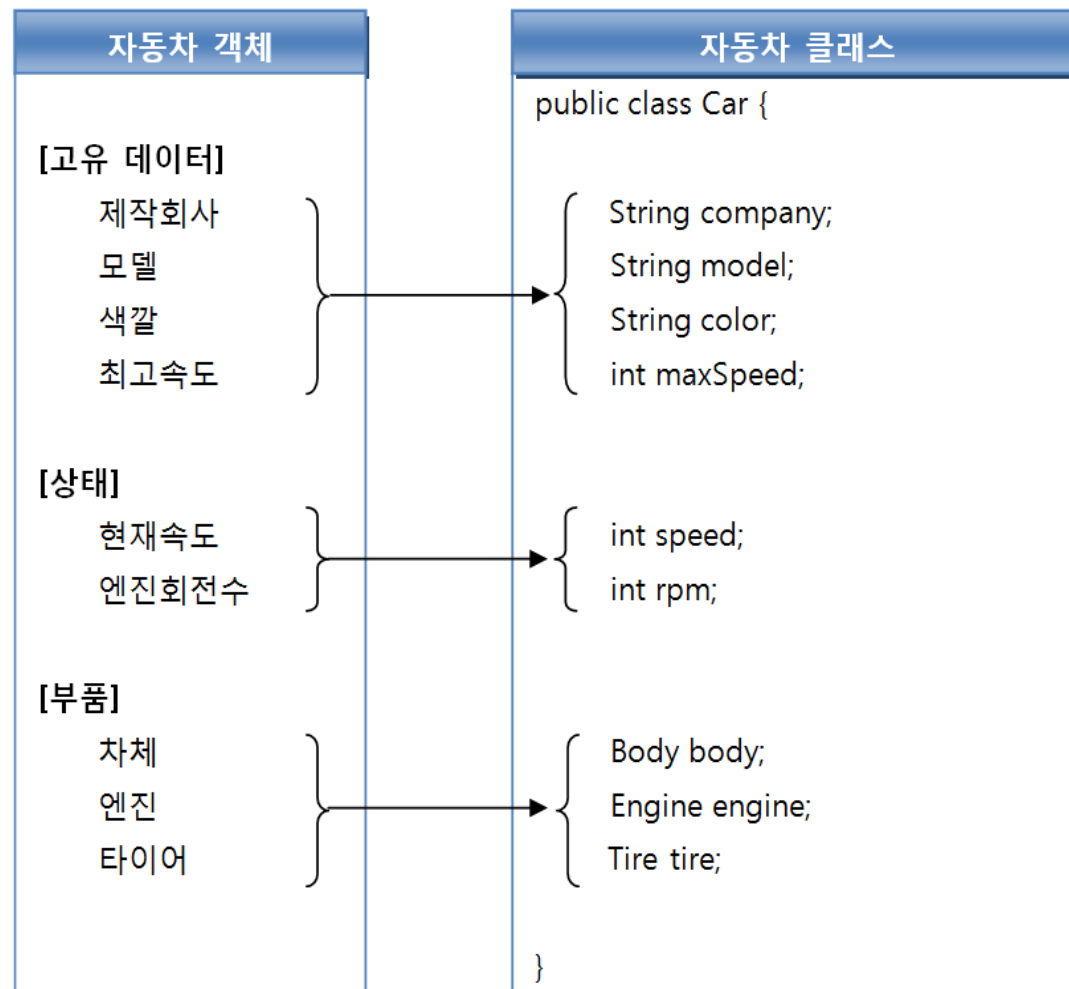 자동차 객체
자동차 클래스
public class Car {
[고유 데이터]
제작회사
String company;
모델
String model;
색깔
String color;
최고속도
int maxSpeed;
[상태]
현재속도
int speed;
엔진회전수
int rpm;
[부품]
차체
Body body;
엔진
Engine engine;
타이어
Tire tire;
}